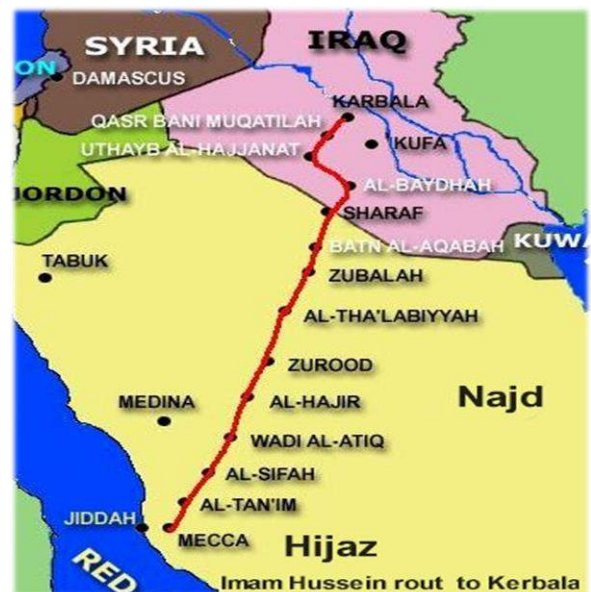 SYRIA
IRAQ
ON
DAMASCUS
KARBALA
QASR BANI MUQATILAH
KUFA
UTHAYB AL-HAJJANAT
AL-BAYDHAH
JORDON
SHARAF
BATN AL-AQABAH
KUWA
TABUK
ZUBALAH
AL-THA'LABIYYAH
ZUROOD
MEDINA
AL-HAJIR
Najd
WADI AL-ATIQ
AL-SIFAH
AL-TAN'IM
JIDDAH
MECCA
Hijaz
RED
Imam Hussein rout to Kerbala